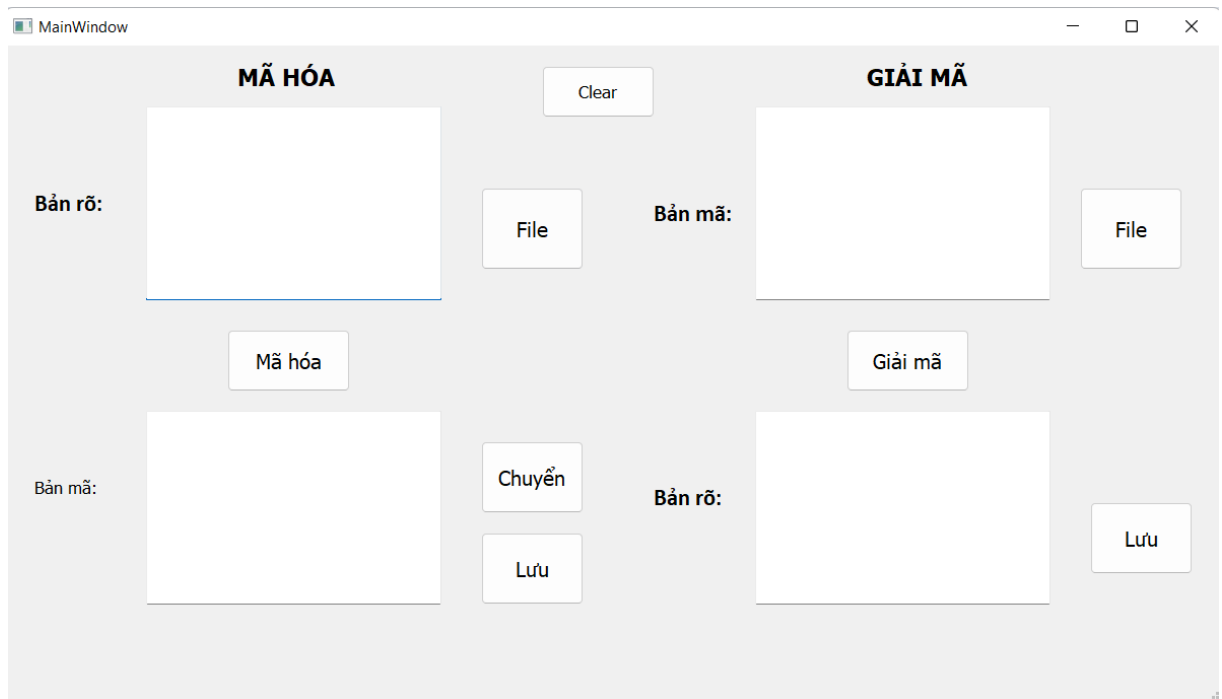 MainWindow
MÃ HÓA
Clear
GIẢI MÃ
Bản rõ:
File
Bản mã:
File
Mã hóa
Giải mã
Bản mã:
Chuyển
Lưu
Bản rõ:
Lưu